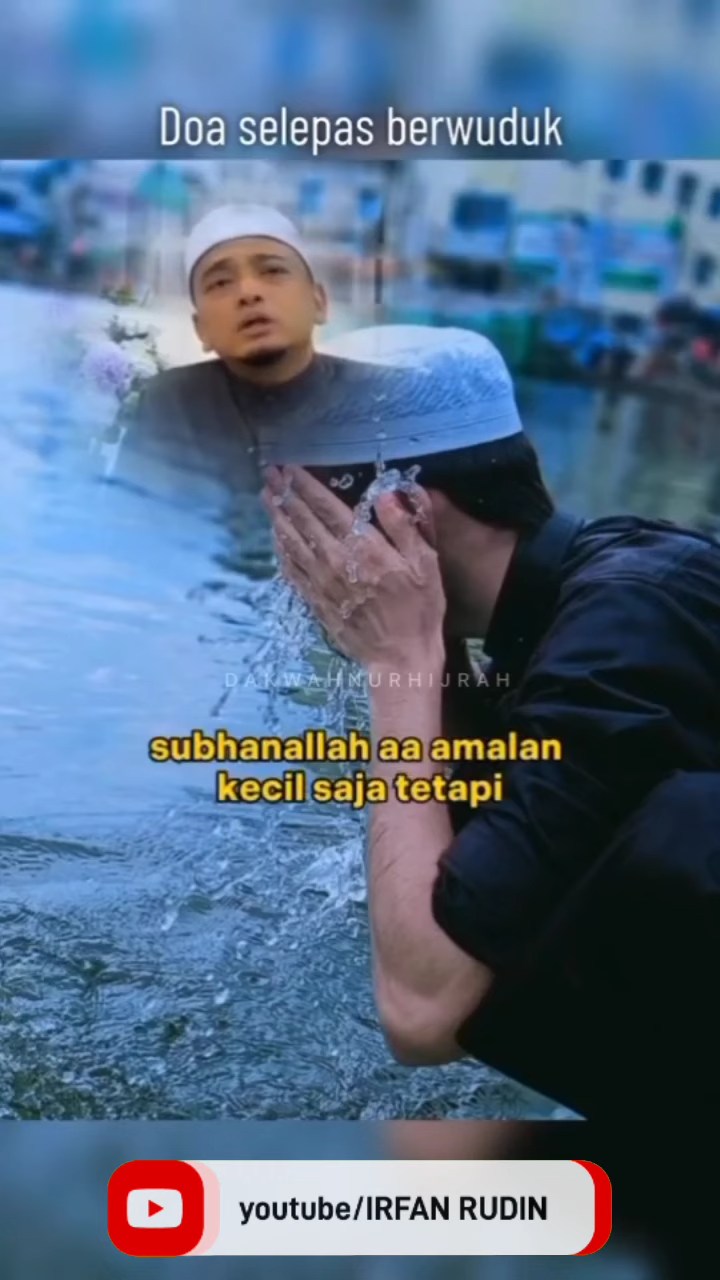 Doa selepas berwuduk
DAKWAHNURHIJRAH
subhanallah aa amalan
kecil saja tetapi
youtube/IRFAN RUDIN